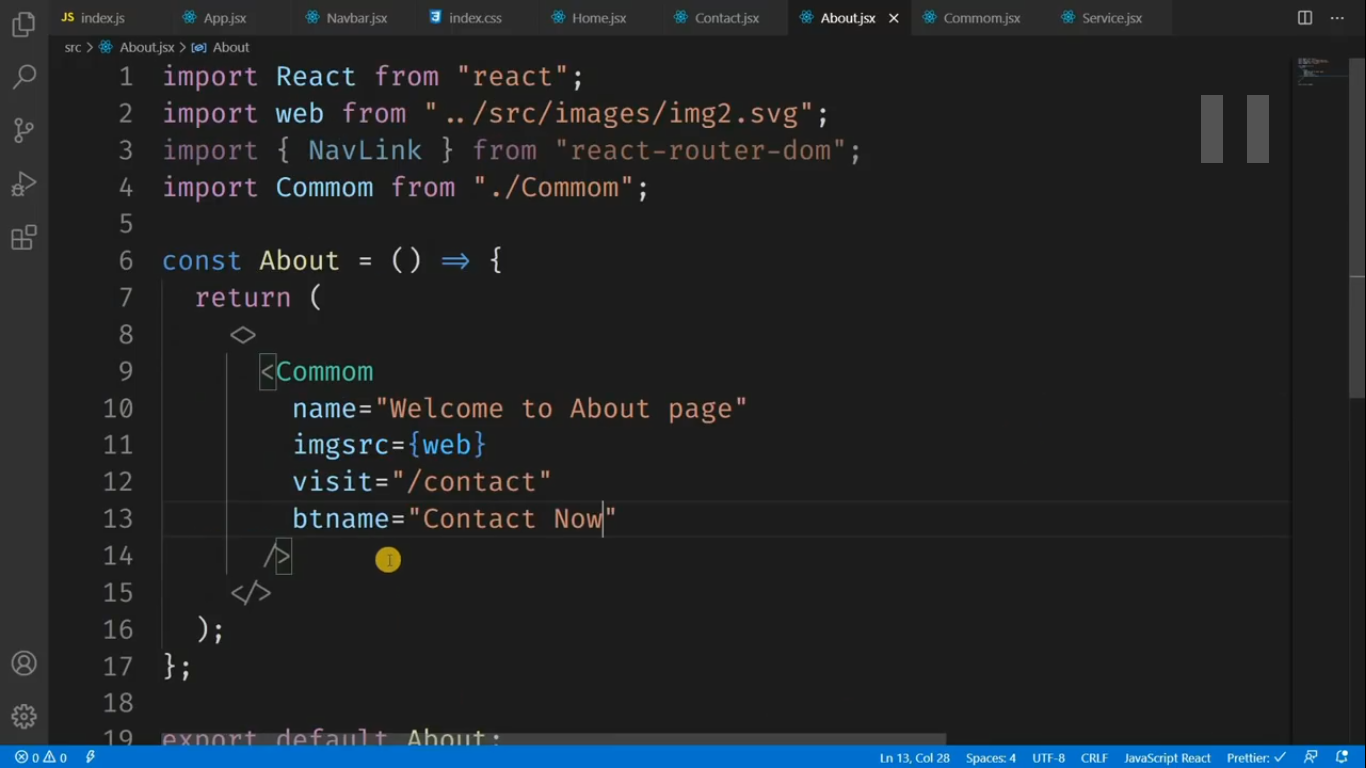 index.js App.jsx Navbar.jsx index.css Home.jsx Contact.jsx About.jsx Commom.jsx Service.jsx
src > About.jsx > About
1 import React from "react";
2 import web from "../src/images/img2.svg";
3 import { NavLink } from "react-router-dom";
4 import Commom from "./Commom";
5
6 const About = () => {
7 return (
8 <>
9 <Commom
10 name="Welcome to About page"
11 imgsrc={web}
12 visit="/contact"
13 btname="Contact Now"
14 />
15 </>
16 );
17 };
18
19 export default About;
0 0 Ln 13, Col 28 Spaces: 4 UTF-8 CRLF JavaScript React Prettier: ✓